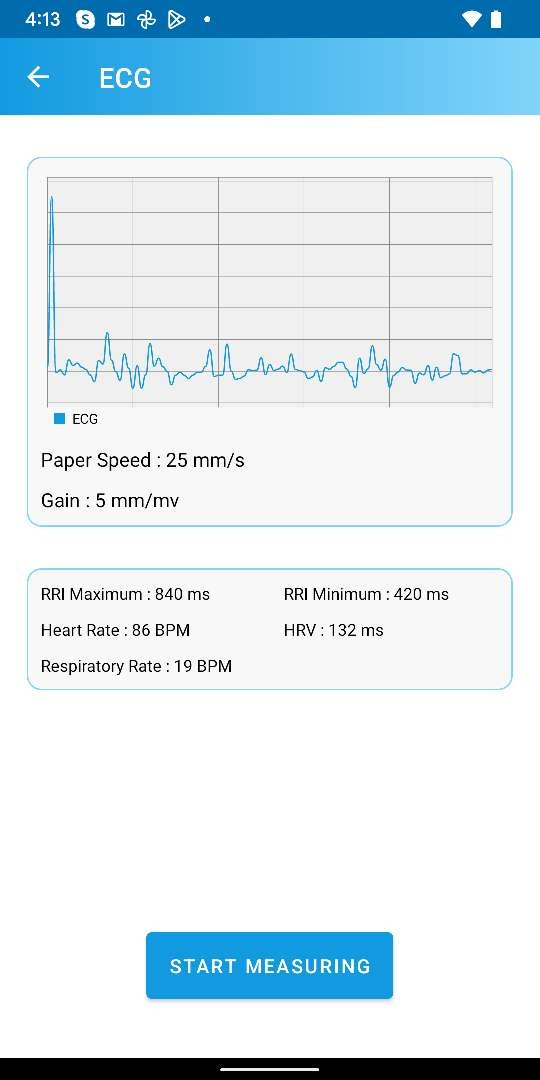 4:13
ECG
ECG
Paper Speed : 25 mm/s
Gain : 5 mm/mv
RRI Maximum : 840 ms RRI Minimum : 420 ms
Heart Rate : 86 BPM HRV : 132 ms
Respiratory Rate : 19 BPM
START MEASURING